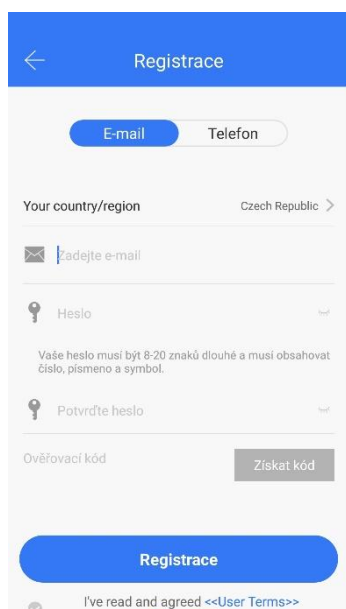 Registrace
E-mail Telefon
Your country/region Czech Republic
Zadejte e-mail
Heslo
Vaše heslo musí být 8-20 znaků dlouhé a musí obsahovat
číslo, písmeno a symbol.
Potvrďte heslo
Ověřovací kód Získat kód
Registrace
I've read and agreed <<User Terms>>